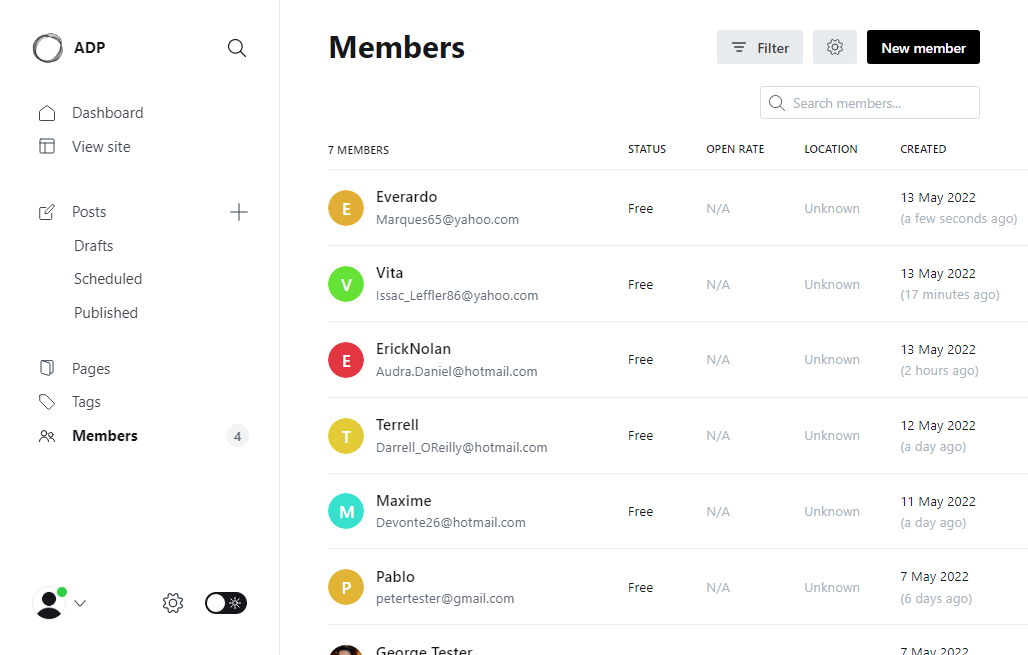 ADP
Dashboard
View site
Posts
Drafts
Scheduled
Published
Pages
Tags
Members
4
Members
Filter
New member
Search members...
7 MEMBERS STATUS OPEN RATE LOCATION CREATED
E Everardo
Marques65@yahoo.com
Free N/A Unknown
13 May 2022
(a few seconds ago)
V Vita
Issac_Leffler86@yahoo.com
Free N/A Unknown
13 May 2022
(17 minutes ago)
E ErickNolan
Audra.Daniel@hotmail.com
Free N/A Unknown
13 May 2022
(2 hours ago)
T Terrell
Darrell_OReilly@hotmail.com
Free N/A Unknown
12 May 2022
(a day ago)
M Maxime
Devonte26@hotmail.com
Free N/A Unknown
11 May 2022
(a day ago)
P Pablo
petertester@gmail.com
Free N/A Unknown
7 May 2022
(6 days ago)
George Tester
7 May 2022